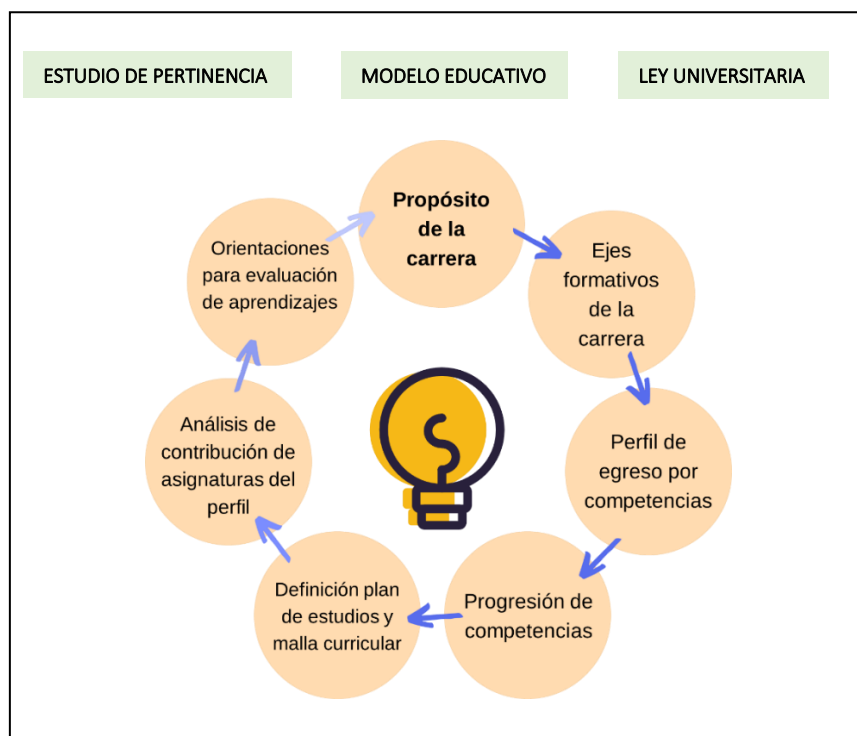 ESTUDIO DE PERTINENCIA
MODELO EDUCATIVO
LEY UNIVERSITARIA
Propósito
de la
carrera
Ejes
formativos
de la
carrera
Perfil de
egreso por
competencias
Progresión de
competencias
Definición plan
de estudios y
malla curricular
Análisis de
contribución de
asignaturas del
perfil
Orientaciones
para evaluación
de aprendizajes